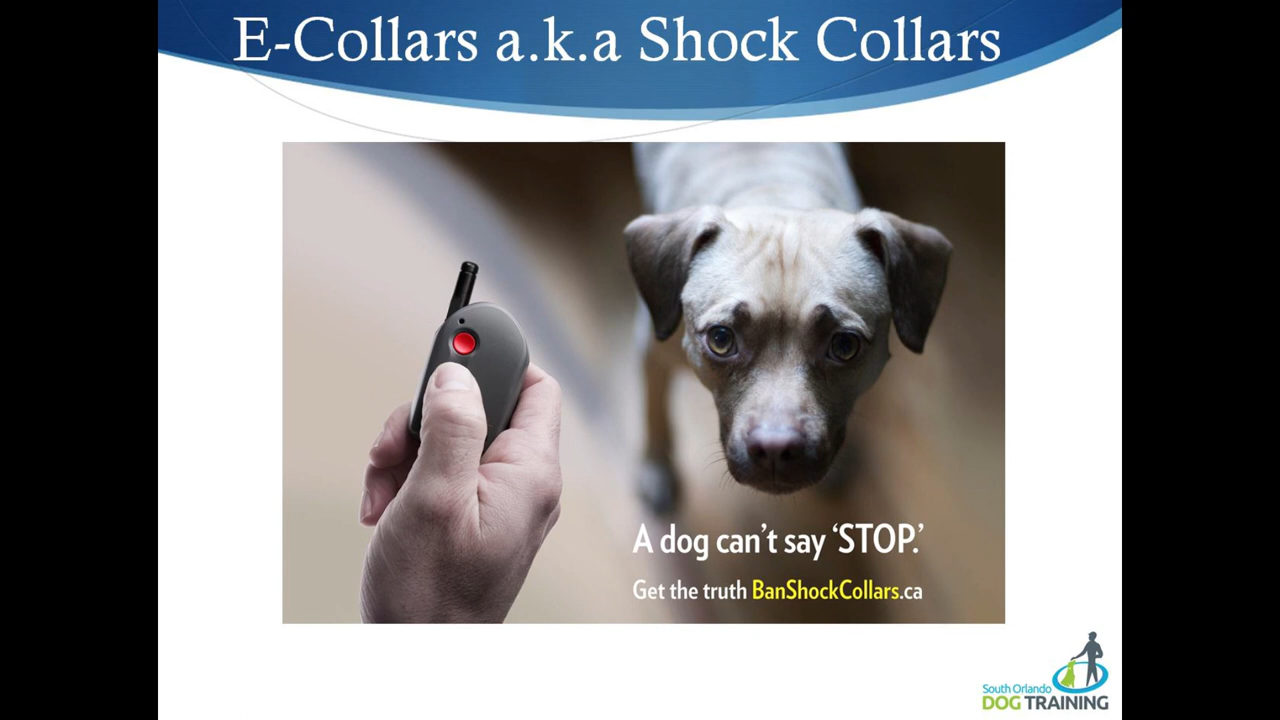 E-Collars a.k.a Shock Collars
A dog can't say 'STOP.'
Get the truth BanShockCollars.ca
South Orlando
DOG TRAINING